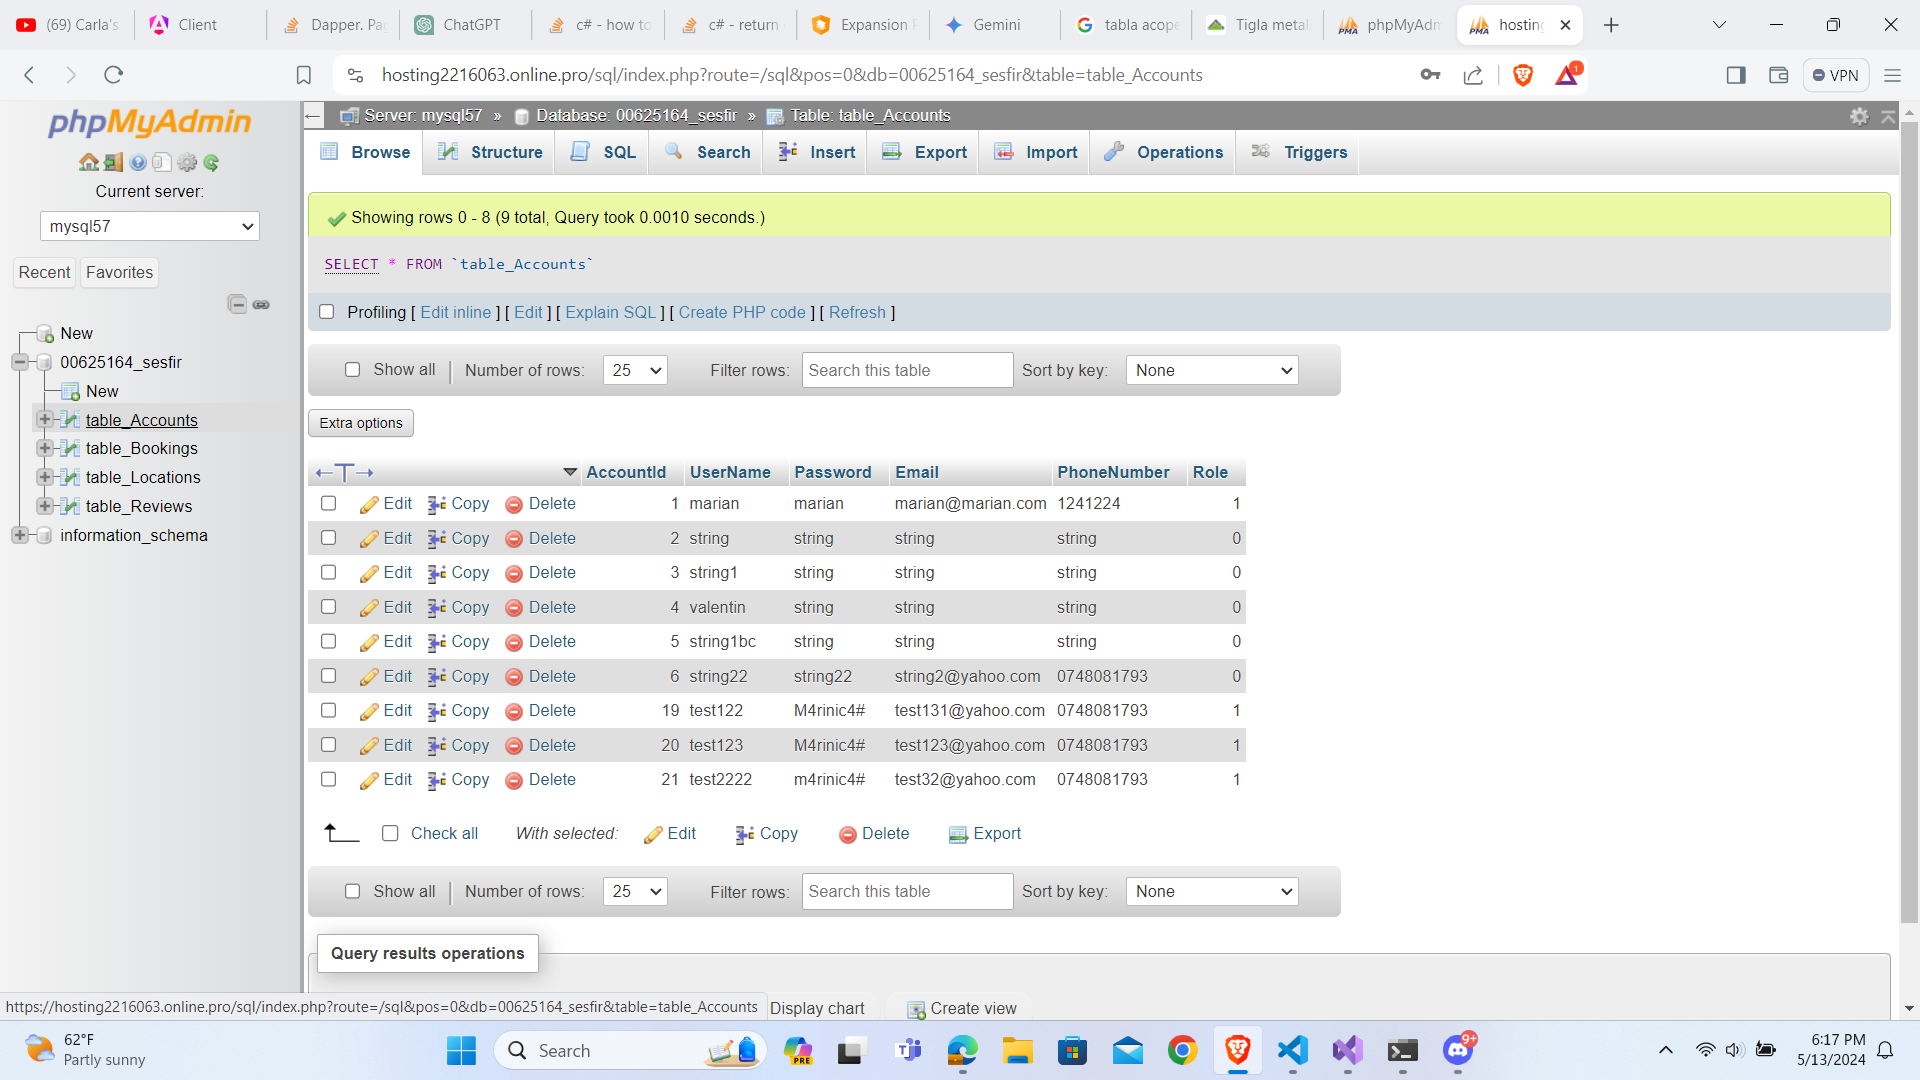 (69) Carla's
Client
Dapper. Pa
ChatGPT
c# - how to
c# - return
Expansion
Gemini
tabla acope
Tigla metal
phpMyAdm
hosting
hosting2216063.online.pro/sql/index.php?route=/sql&pos=0&db=00625164_sesfir&table=table_Accounts
1
VPN
phpMyAdmin
Current server:
mysql57
Recent Favorites
New
00625164_sesfir
New
table_Accounts
table_Bookings
table_Locations
table_Reviews
information_schema
Server: mysql57 » Database: 00625164_sesfir » Table: table_Accounts
Browse Structure SQL Search Insert Export Import Operations Triggers
Showing rows 0 - 8 (9 total, Query took 0.0010 seconds.)
SELECT * FROM `table_Accounts`
Profiling [ Edit inline ] [ Edit ] [ Explain SQL ] [ Create PHP code ] [ Refresh ]
Show all Number of rows: 25 Filter rows: Search this table Sort by key: None
Extra options
←T→ AccountId UserName Password Email PhoneNumber Role
Edit Copy Delete 1 marian marian marian@marian.com 1241224 1
Edit Copy Delete 2 string string string string 0
Edit Copy Delete 3 string1 string string string 0
Edit Copy Delete 4 valentin string string string 0
Edit Copy Delete 5 string1bc string string string 0
Edit Copy Delete 6 string22 string22 string2@yahoo.com 0748081793 0
Edit Copy Delete 19 test122 M4rinic4# test131@yahoo.com 0748081793 1
Edit Copy Delete 20 test123 M4rinic4# test123@yahoo.com 0748081793 1
Edit Copy Delete 21 test2222 m4rinic4# test32@yahoo.com 0748081793 1
Check all With selected: Edit Copy Delete Export
Show all Number of rows: 25 Filter rows: Search this table Sort by key: None
Query results operations
https://hosting2216063.online.pro/sql/index.php?route=/sql&pos=0&db=00625164_sesfir&table=table_Accounts
Display chart Create view
62°F
Partly sunny
Search
PRE
9+
6:17 PM
5/13/2024